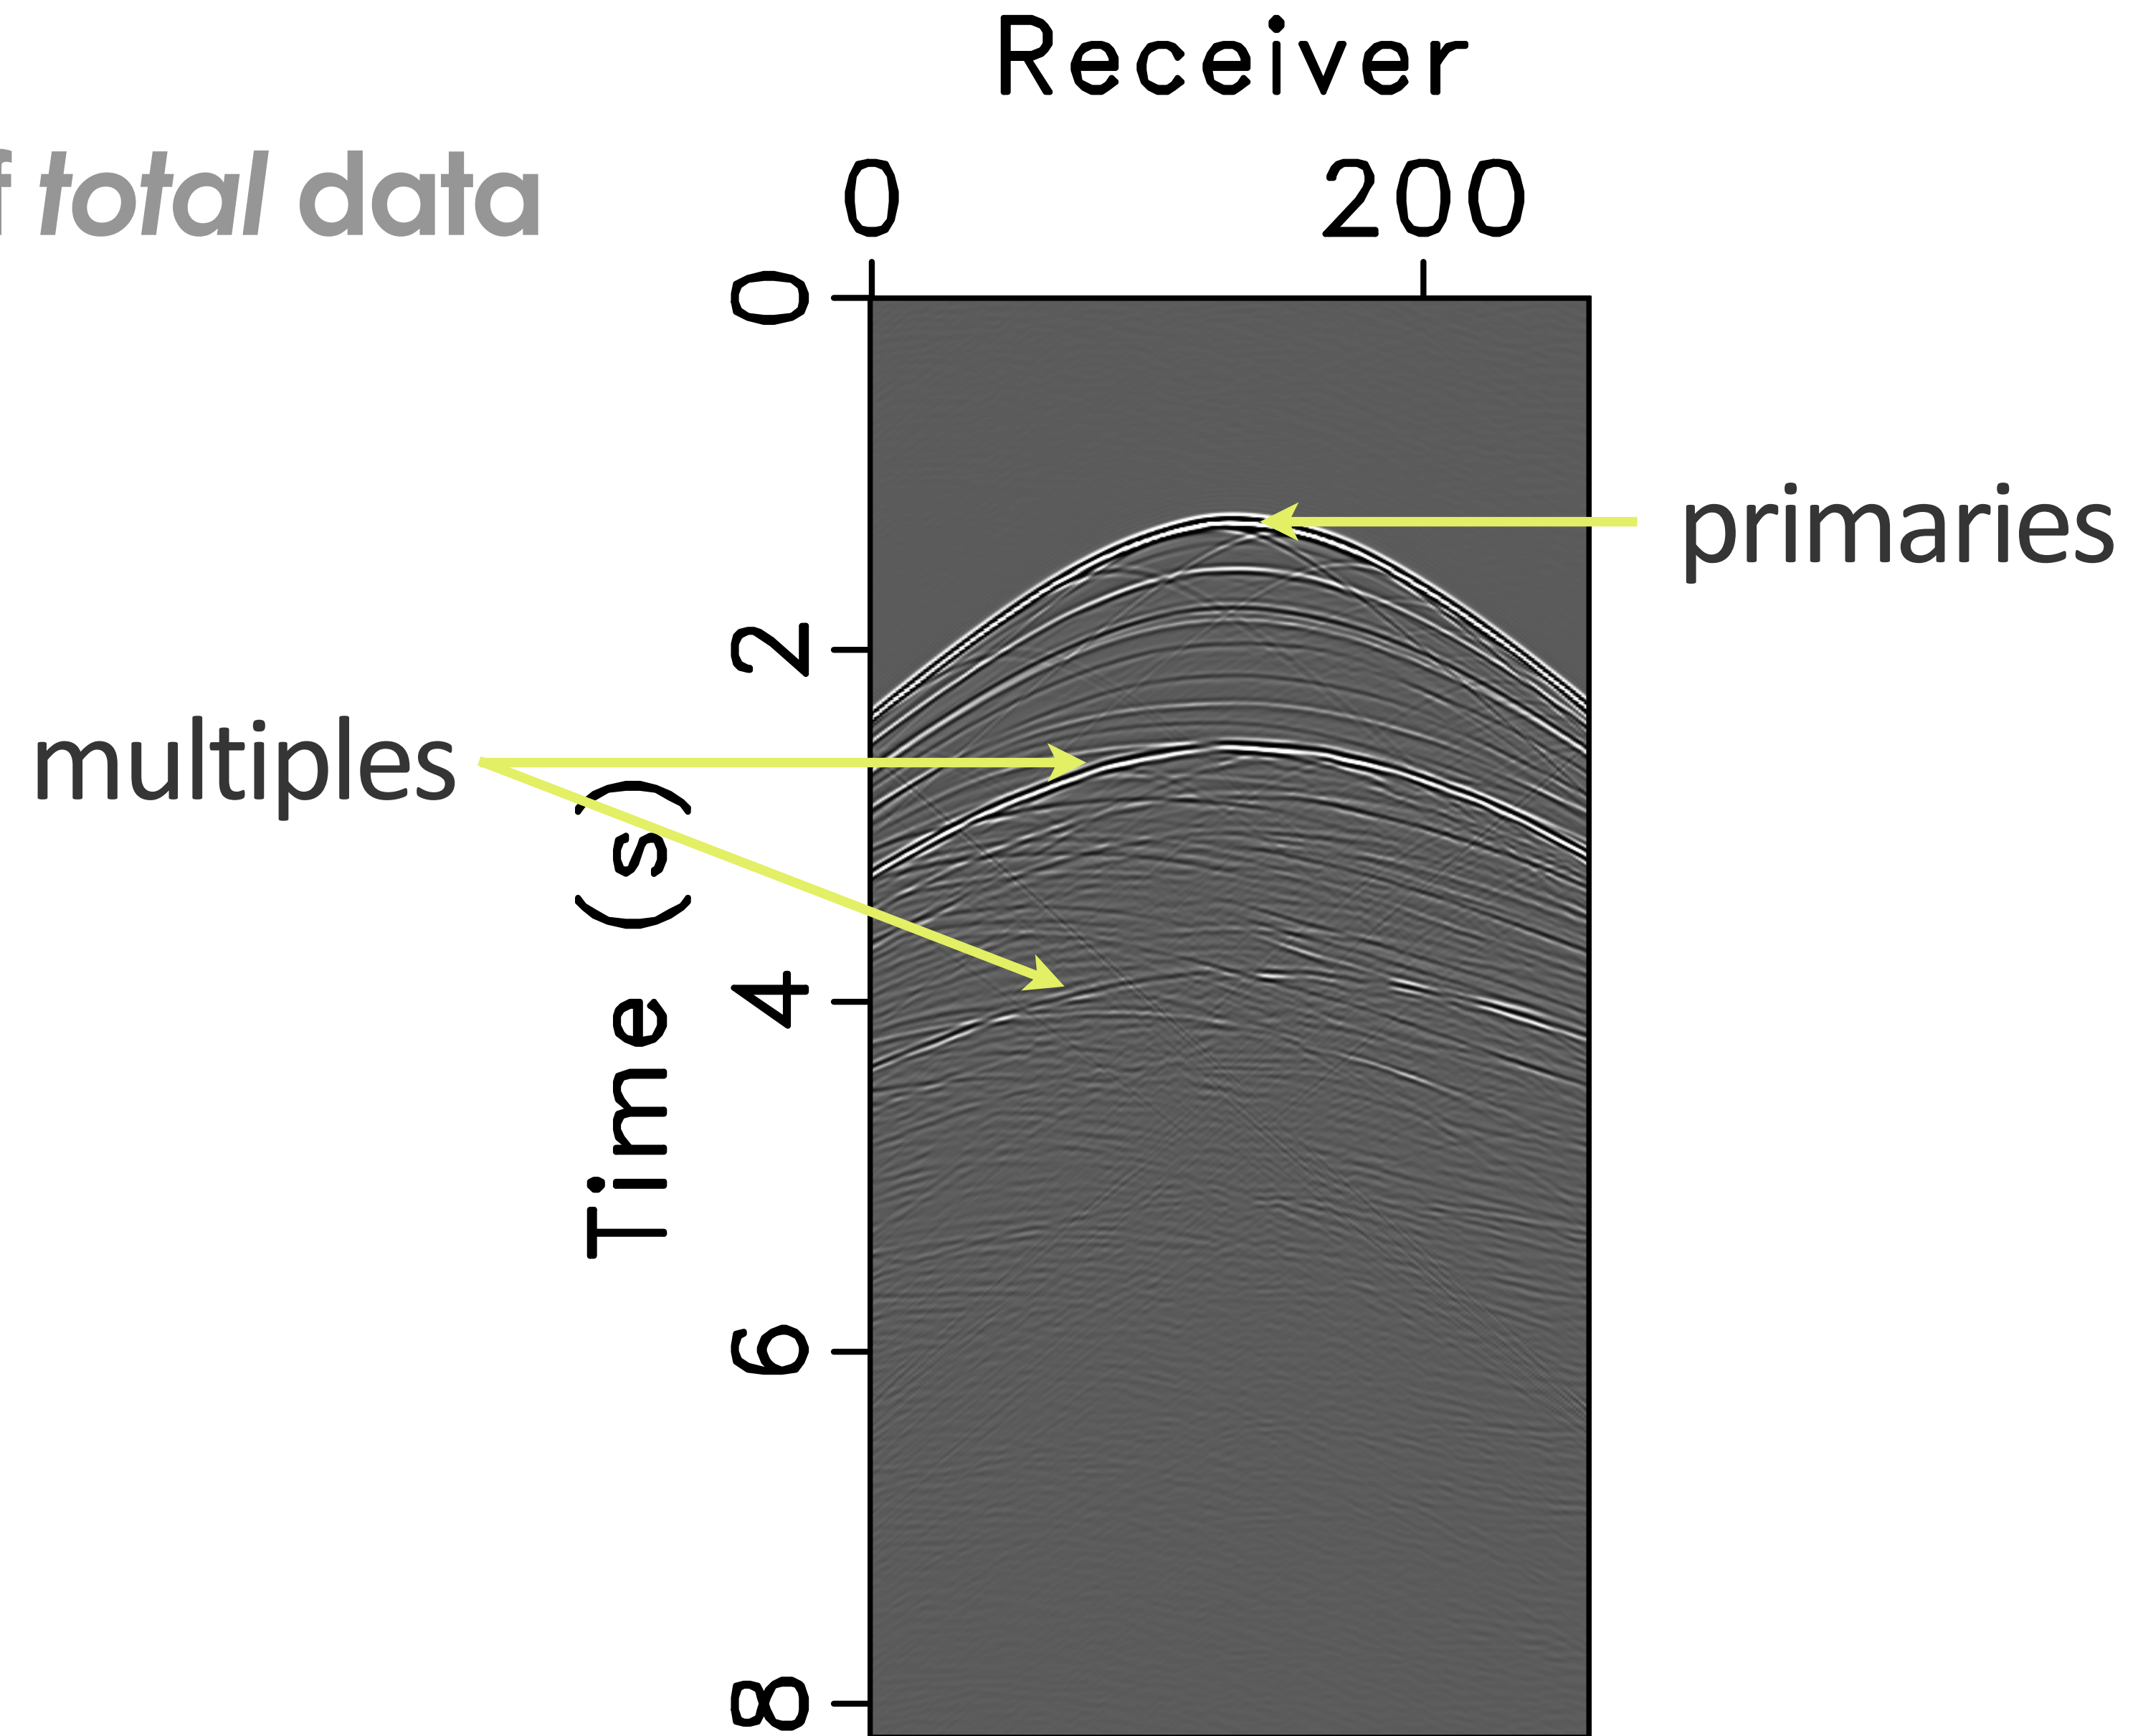 Receiver
total data
0 200
0
primaries
2
multiples
Time (s)
4
6
8